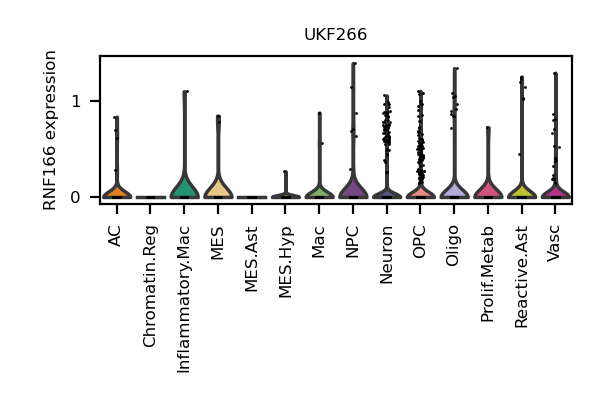 UKF266
RNF166 expression
1
0
AC
Chromatin.Reg
Inflammatory.Mac
MES
MES.Ast
MES.Hyp
Mac
NPC
Neuron
OPC
Oligo
Prolif.Metab
Reactive.Ast
Vasc